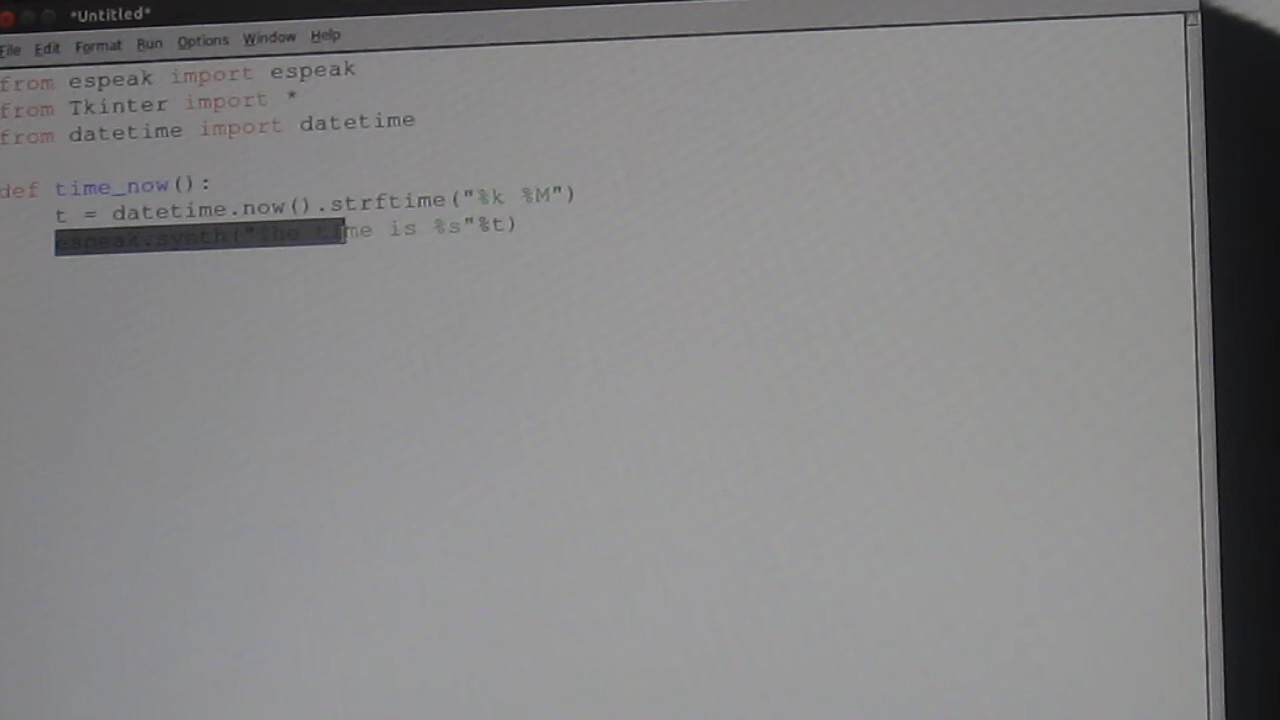 *Untitled*
File Edit Format Run Options Window Help
from espeak import espeak
from Tkinter import *
from datetime import datetime
def time_now():
    t = datetime.now().strftime("%k %M")
    espeak.synth("The time is %s"%t)